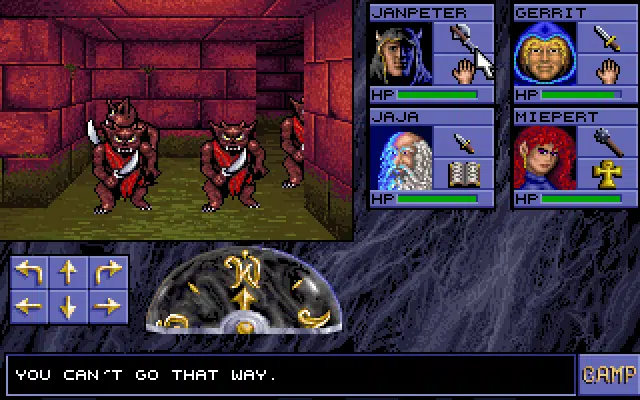 JANPETER
GERRIT
HP
HP
JAJA
MIEPERT
HP
HP
W
YOU CAN'T GO THAT WAY.
CAMP